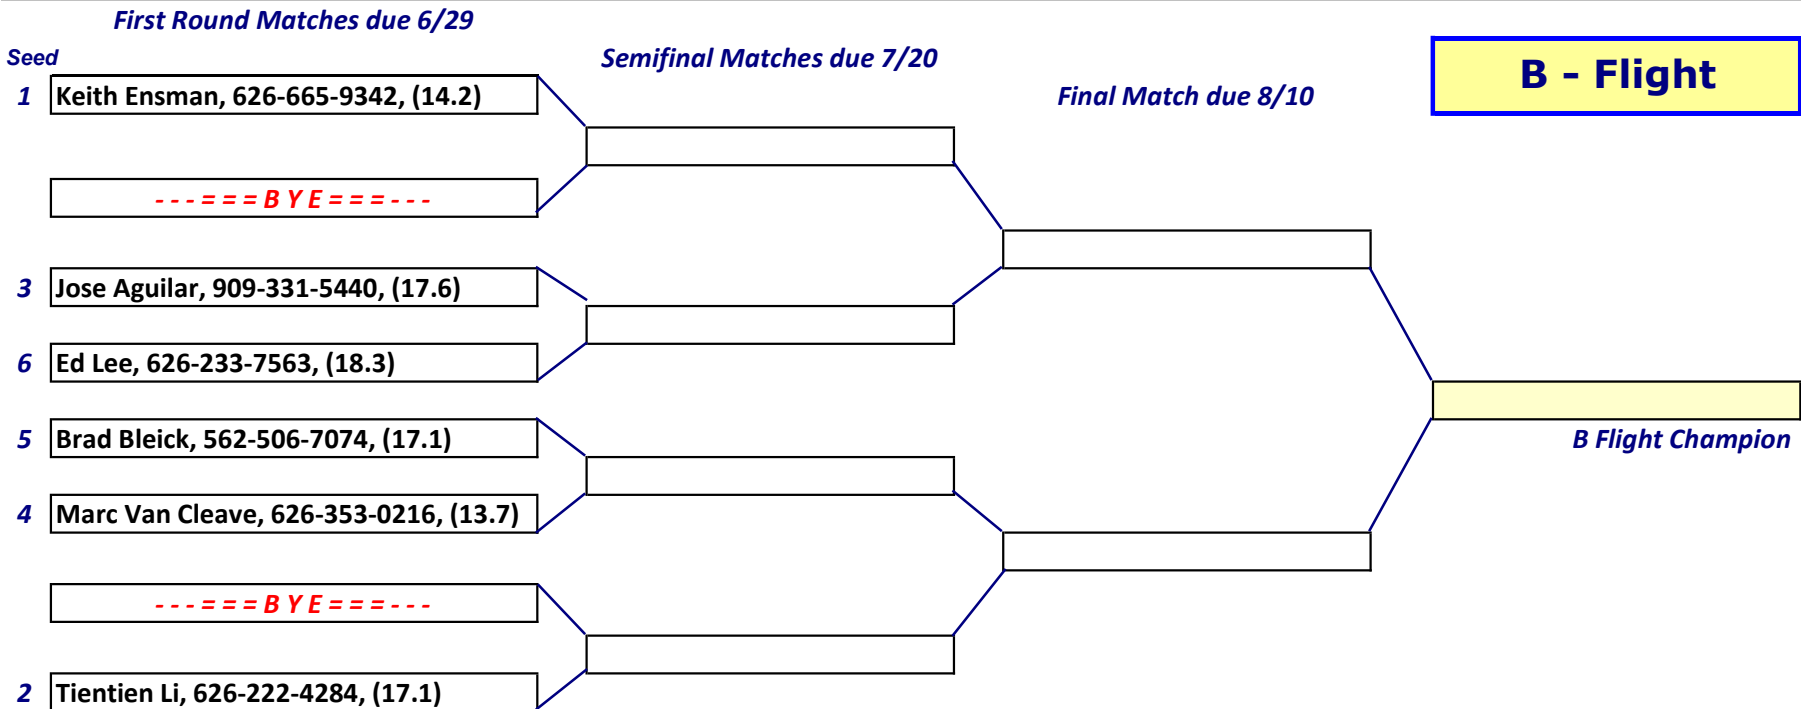 First Round Matches due 6/29
Seed
Semifinal Matches due 7/20
B - Flight
1 Keith Ensman, 626-665-9342, (14.2)
Final Match due 8/10
---===BYE===---
3 Jose Aguilar, 909-331-5440, (17.6)
6 Ed Lee, 626-233-7563, (18.3)
5 Brad Bleick, 562-506-7074, (17.1)
B Flight Champion
4 Marc Van Cleave, 626-353-0216, (13.7)
---===BYE===---
2 Tientien Li, 626-222-4284, (17.1)